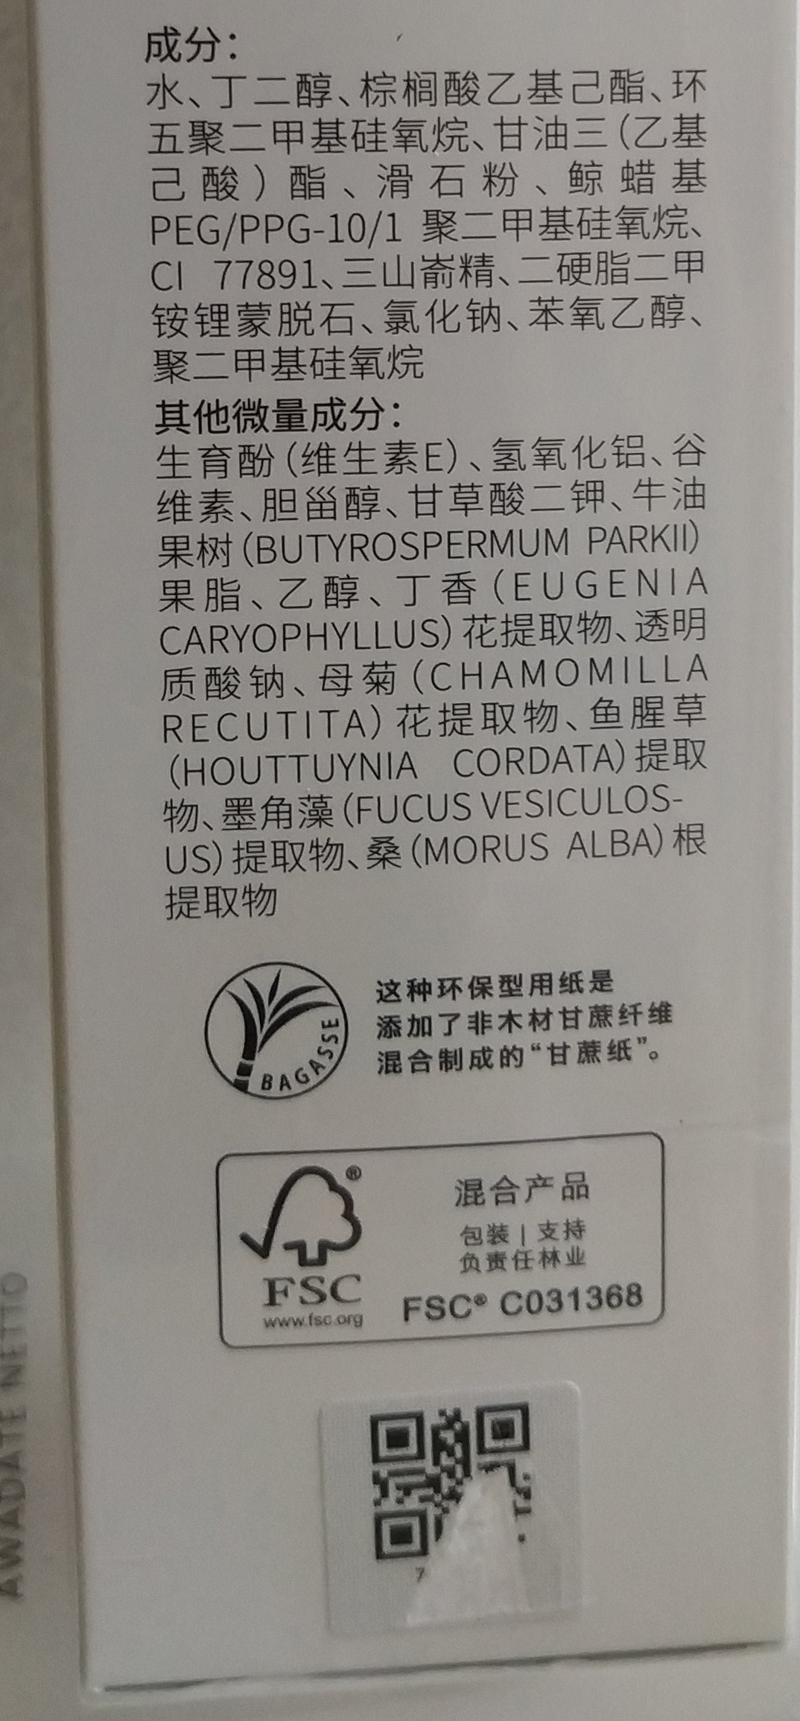 成分：
水、丁二醇、棕榈酸乙基己酯、环
五聚二甲基硅氧烷、甘油三（乙基
己酸）酯、滑石粉、鲸蜡基
PEG/PPG-10/1 聚二甲基硅氧烷、
CI 77891、三山嵛精、二硬脂二甲
铵锂蒙脱石、氯化钠、苯氧乙醇、
聚二甲基硅氧烷
其他微量成分：
生育酚（维生素E）、氢氧化铝、谷
维素、胆甾醇、甘草酸二钾、牛油
果树（BUTYROSPERMUM PARKII）
果脂、乙醇、丁香（EUGENIA
CARYOPHYLLUS）花提取物、透明
质酸钠、母菊（CHAMOMILLA
RECUTITA）花提取物、鱼腥草
（HOUTTUYNIA CORDATA）提取
物、墨角藻（FUCUS VESICULOS-
US）提取物、桑（MORUS ALBA）根
提取物
BAGASSE
这种环保型用纸是
添加了非木材甘蔗纤维
混合制成的“甘蔗纸”。
FSC®
www.fsc.org
混合产品
包装 | 支持
负责任林业
FSC® C031368
7
AWADATE NETTO